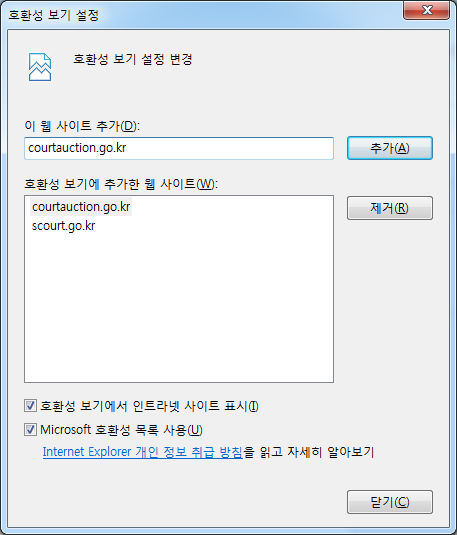 호환성 보기 설정
호환성 보기 설정 변경
이 웹 사이트 추가(D):
courtauction.go.kr
추가(A)
호환성 보기에 추가한 웹 사이트(W):
courtauction.go.kr
제거(R)
scourt.go.kr
호환성 보기에서 인트라넷 사이트 표시(I)
Microsoft 호환성 목록 사용(U)
Internet Explorer 개인 정보 취급 방침을 읽고 자세히 알아보기
닫기(C)